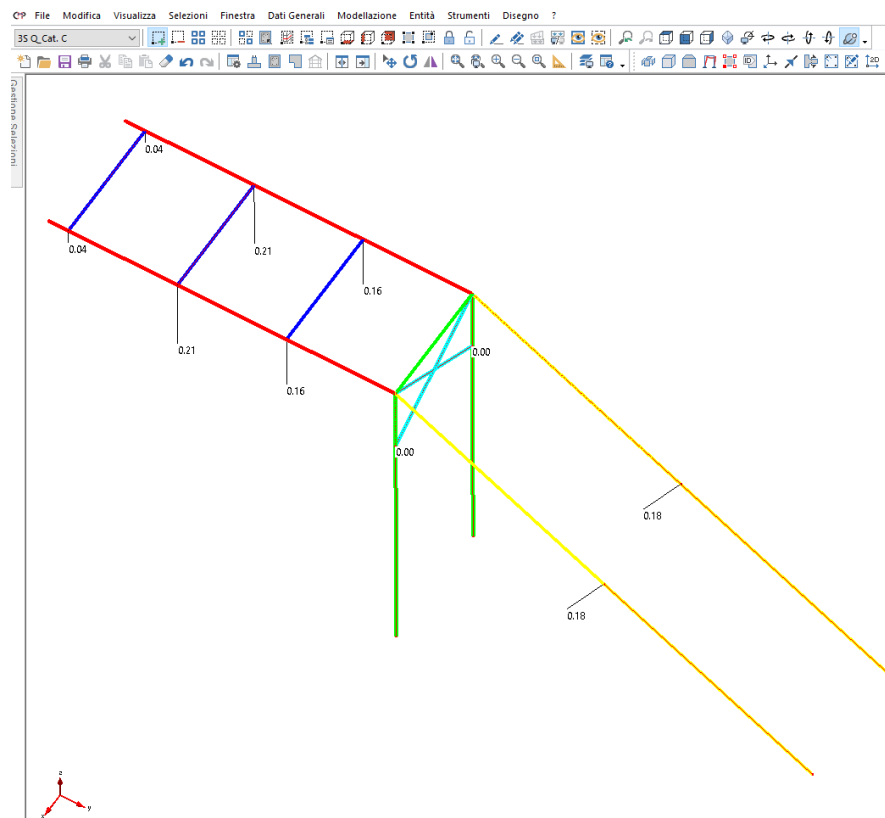 CP File Modifica Visualizza Selezioni Finestra Dati Generali Modellazione Entità Strumenti Disegno ?
3S Q_Cat. C
2D
Gestione Selezioni
0.04
0.04
0.21
0.21
0.16
0.16
0.00
0.00
0.18
0.18
z
y
x